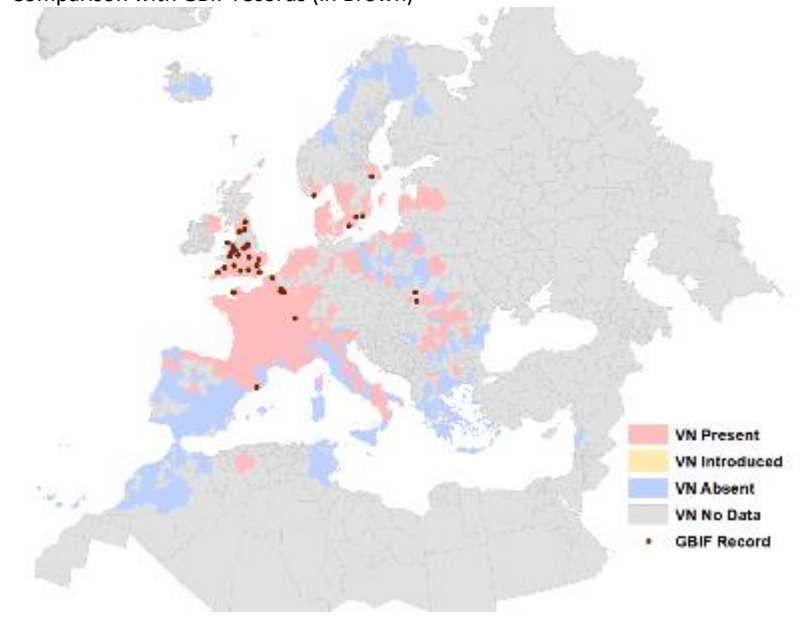 Comparison with GBIF records (in brown)
VN Present
VN Introduced
VN Absent
VN No Data
GBIF Record